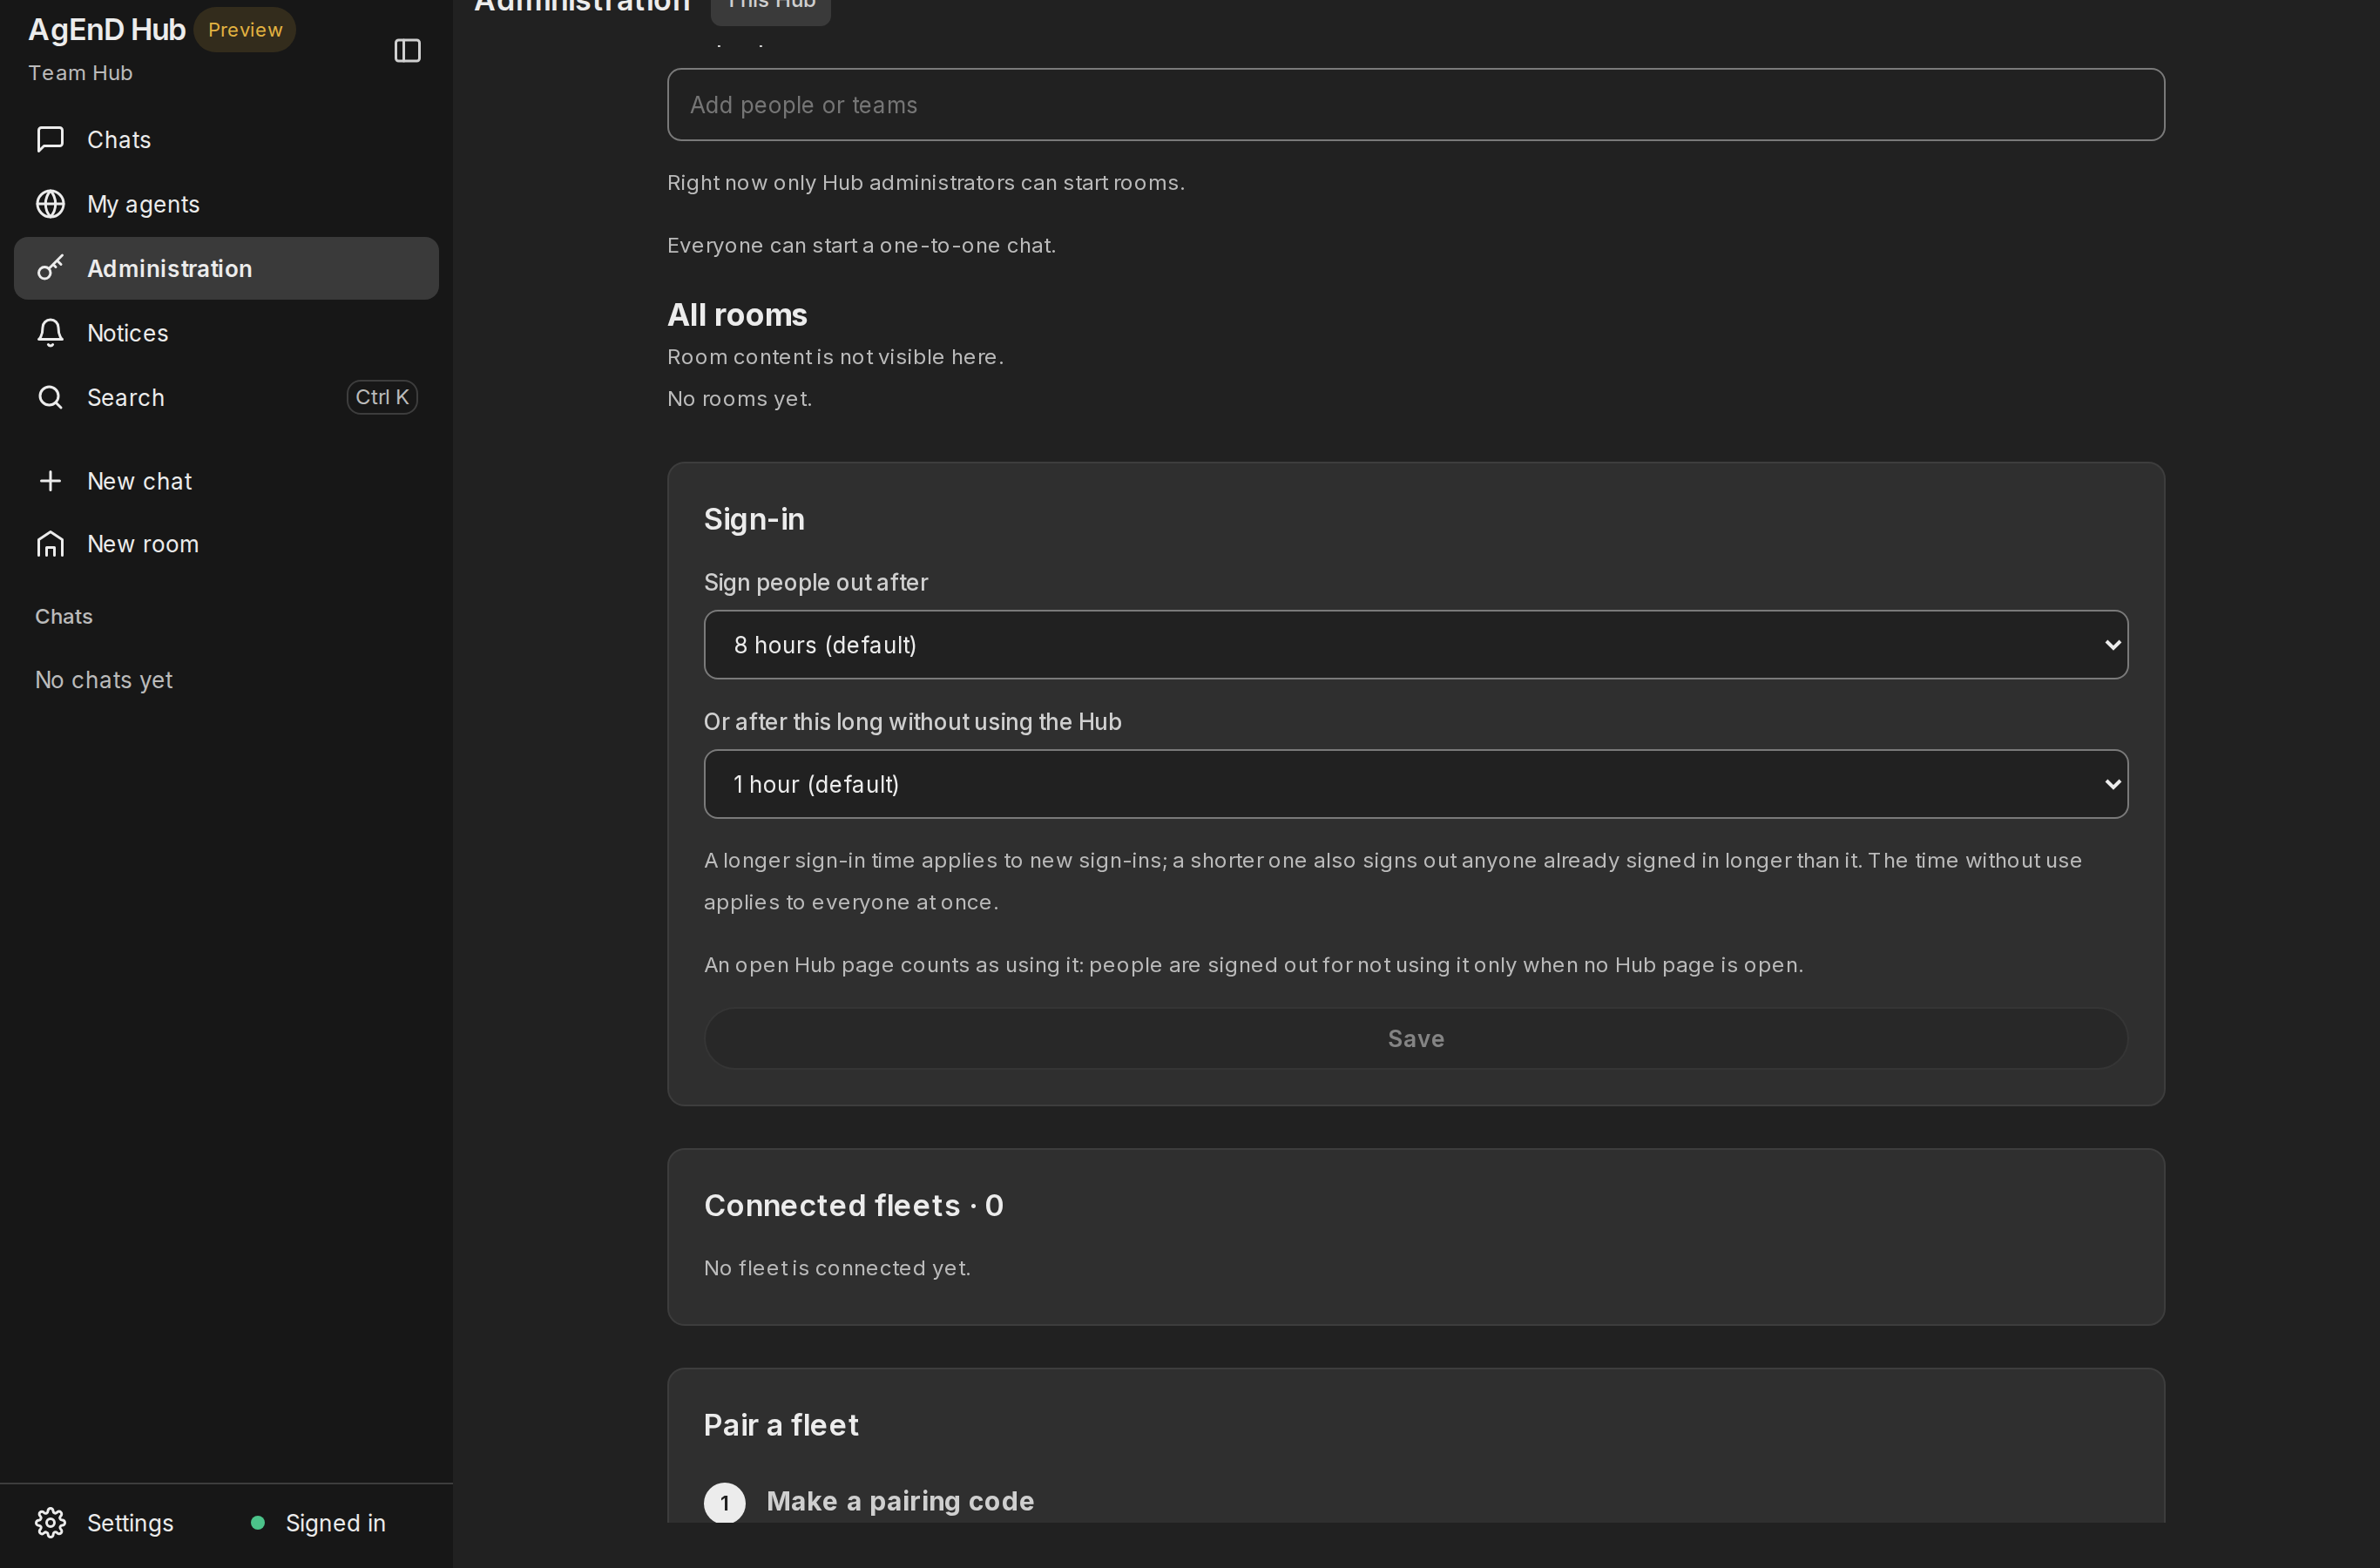 AgEnD Hub Preview
Team Hub
Chats
My agents
Administration
Notices
Search Ctrl K
New chat
New room
Chats
No chats yet
Settings
Signed in
Administration This Hub
Add people or teams
Right now only Hub administrators can start rooms.
Everyone can start a one-to-one chat.
All rooms
Room content is not visible here.
No rooms yet.
Sign-in
Sign people out after
8 hours (default)
Or after this long without using the Hub
1 hour (default)
A longer sign-in time applies to new sign-ins; a shorter one also signs out anyone already signed in longer than it. The time without use
applies to everyone at once.
An open Hub page counts as using it: people are signed out for not using it only when no Hub page is open.
Save
Connected fleets · 0
No fleet is connected yet.
Pair a fleet
1 Make a pairing code